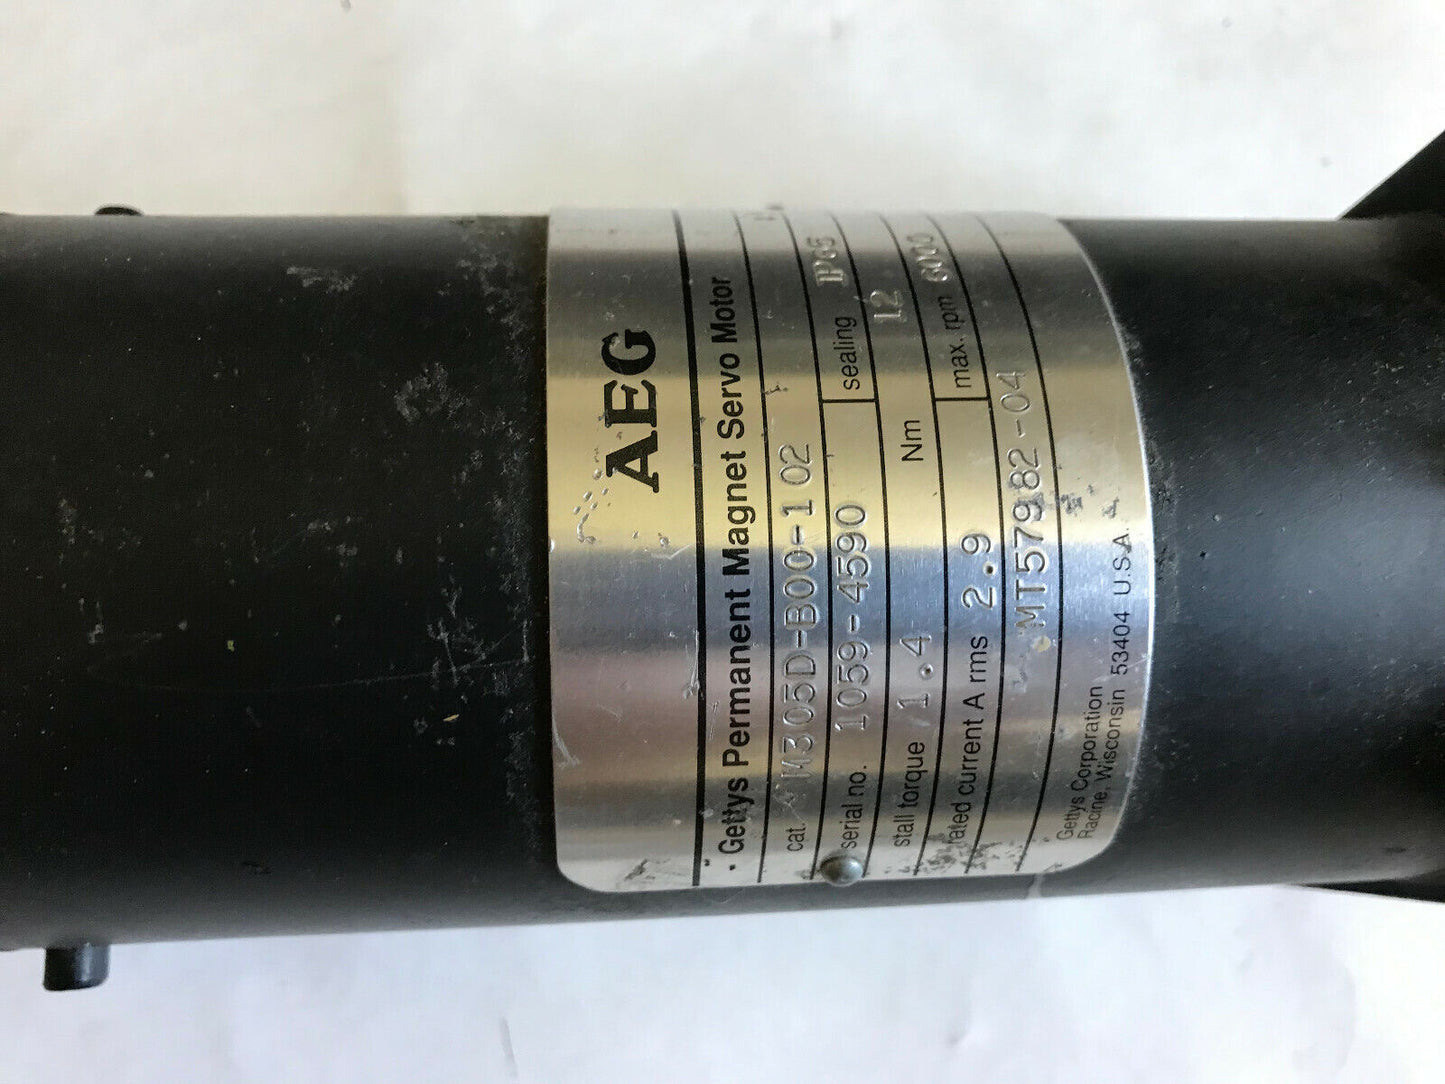 AEG
Gettys Permanent Magnet Servo Motor
cat. M305D-B00-102
serial no. 1059-4590 sealing IP65
stall torque 1.4 Nm 12
rated current A rms 2.9 max. rpm 6000
MT57982-04
Gettys Corporation
Racine, Wisconsin 53404 U.S.A.